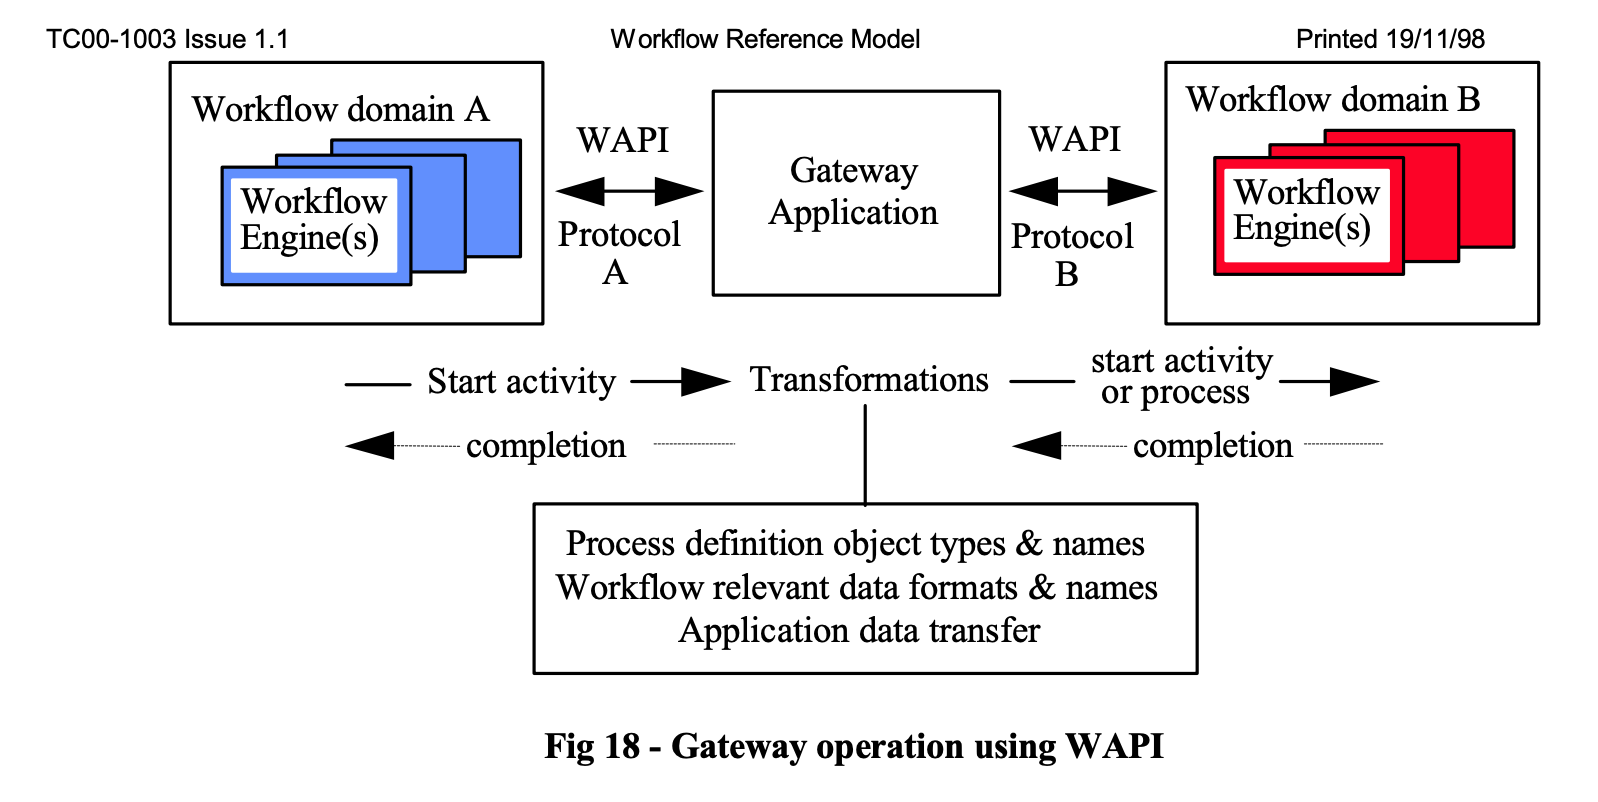 TC00-1003 Issue 1.1
Workflow Reference Model
Printed 19/11/98
Workflow domain A
Workflow
Engine(s)
WAPI
Protocol
A
Gateway
Application
WAPI
Protocol
B
Workflow domain B
Workflow
Engine(s)
Start activity
Transformations
start activity
or process
completion
completion
Process definition object types & names
Workflow relevant data formats & names
Application data transfer
Fig 18 - Gateway operation using WAPI